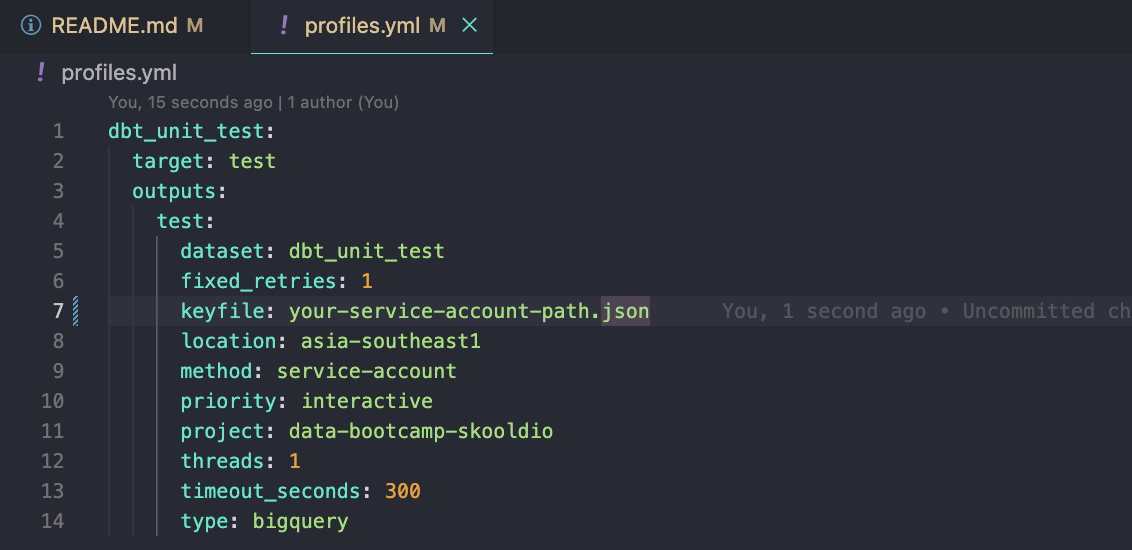 README.md M
! profiles.yml M
! profiles.yml
You, 15 seconds ago | 1 author (You)
1 dbt_unit_test:
2 target: test
3 outputs:
4 test:
5 dataset: dbt_unit_test
6 fixed_retries: 1
7 keyfile: your-service-account-path.json You, 1 second ago • Uncommitted ch
8 location: asia-southeast1
9 method: service-account
10 priority: interactive
11 project: data-bootcamp-skooldio
12 threads: 1
13 timeout_seconds: 300
14 type: bigquery